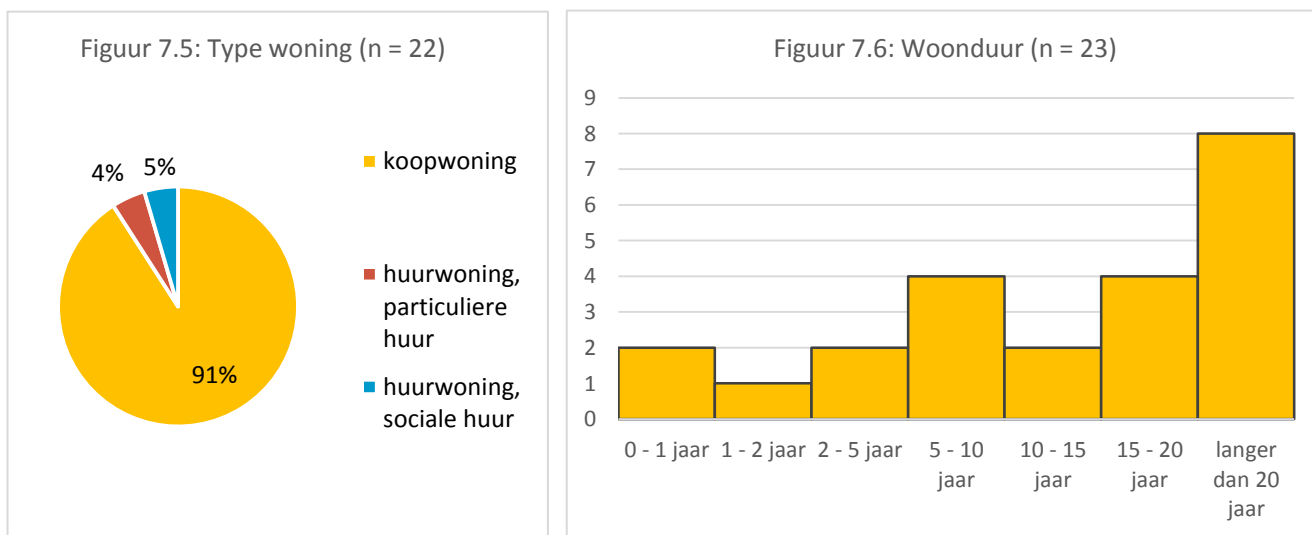 Figuur 7.5: Type woning (n = 22)
4%
5%
91%
koopwoning
huurwoning,
particuliere
huur
huurwoning,
sociale huur
Figuur 7.6: Woonduur (n = 23)
9
8
7
6
5
4
3
2
1
0
0 - 1 jaar
1 - 2 jaar
2 - 5 jaar
5 - 10
jaar
10 - 15
jaar
15 - 20
jaar
langer
dan 20
jaar